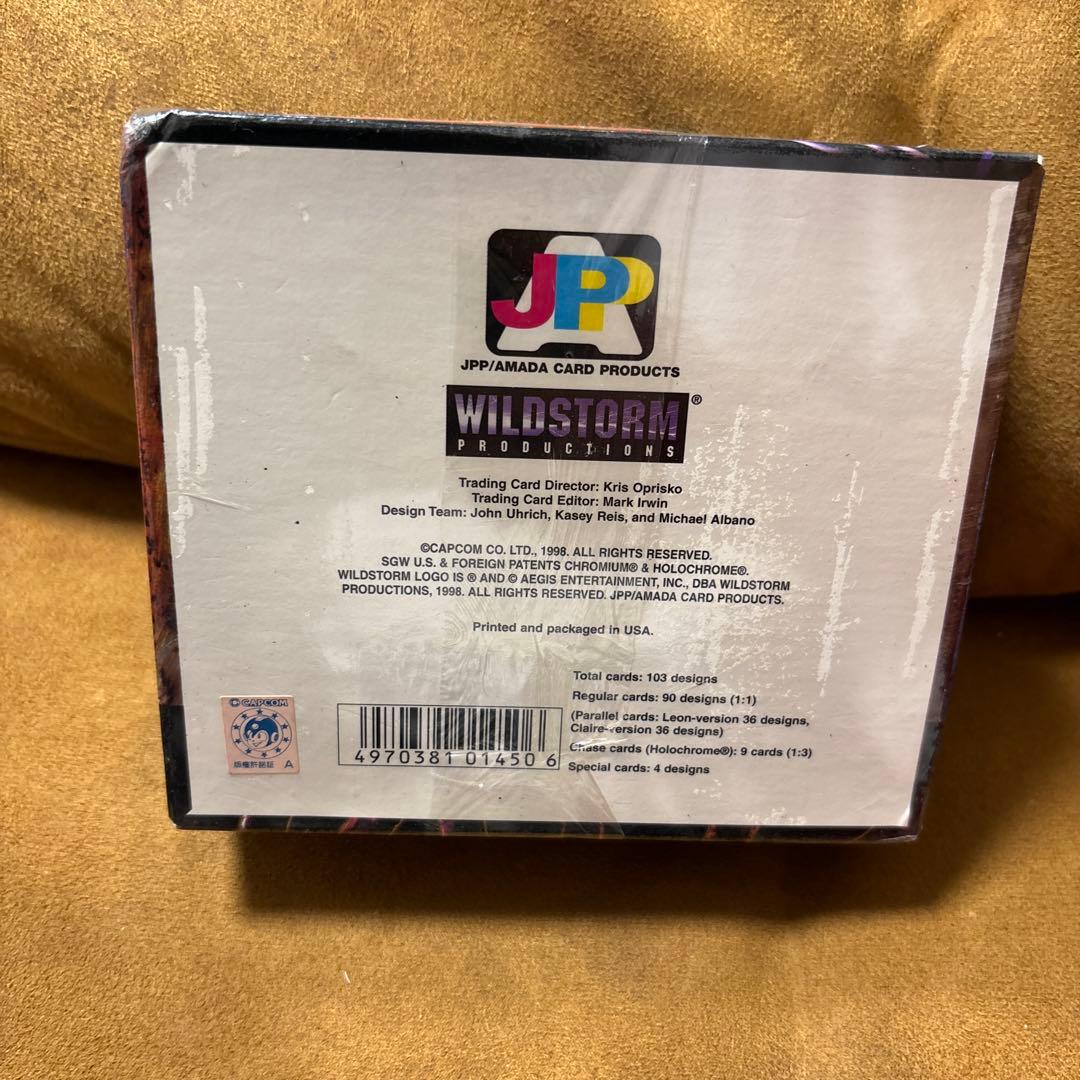 JPP
JPP/AMADA CARD PRODUCTS
WILDSTORM®
PRODUCTIONS
Trading Card Director: Kris Oprisko
Trading Card Editor: Mark Irwin
Design Team: John Uhrich, Kasey Reis, and Michael Albano
©CAPCOM CO. LTD., 1998. ALL RIGHTS RESERVED.
SGW U.S. & FOREIGN PATENTS CHROMIUM® & HOLOCHROME®.
WILDSTORM LOGO IS ® AND © AEGIS ENTERTAINMENT, INC., DBA WILDSTORM
PRODUCTIONS, 1998. ALL RIGHTS RESERVED. JPP/AMADA CARD PRODUCTS.
Printed and packaged in USA.
Total cards: 103 designs
Regular cards: 90 designs (1:1)
(Parallel cards: Leon-version 36 designs,
Claire-version 36 designs)
Chase cards (Holochrome®): 9 cards (1:3)
Special cards: 4 designs
4970381 01450 6
©CAPCOM
版権許諾証 A